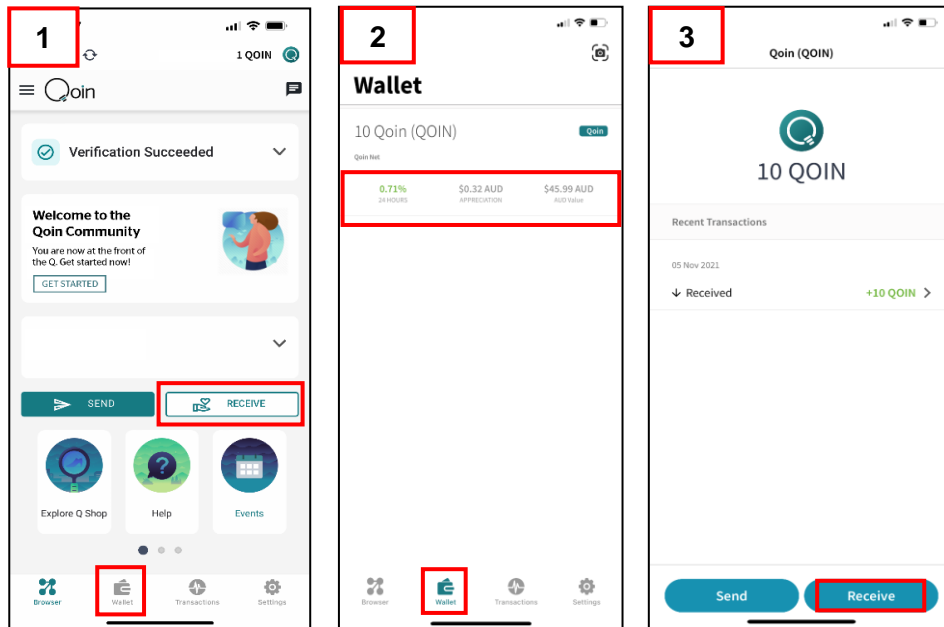 1
1 QOIN
Qoin
Verification Succeeded
Welcome to the
Qoin Community
You are now at the front of
the Q. Get started now!
GET STARTED
SEND
RECEIVE
Explore Q Shop
Help
Events
Browser
Wallet
Transactions
Settings
2
Wallet
10 Qoin (QOIN)
Qoin
Qoin Net
0.71%
24 HOURS
$0.32 AUD
APPRECIATION
$45.99 AUD
AUD Value
Browser
Wallet
Transactions
Settings
3
Qoin (QOIN)
10 QOIN
Recent Transactions
05 Nov 2021
Received
+10 QOIN
Send
Receive